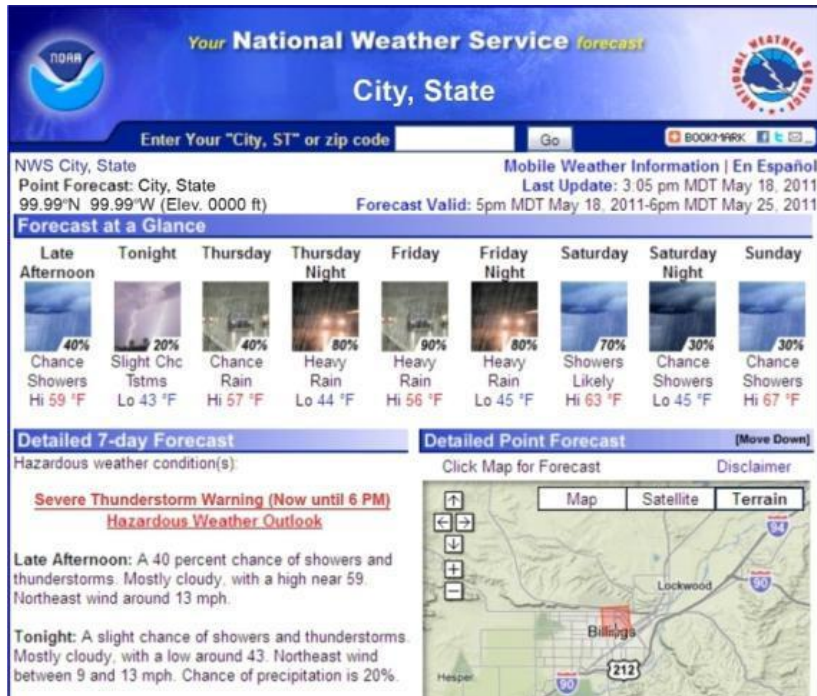 Your National Weather Service forecast
City, State
NOAA
NATIONAL WEATHER SERVICE
Enter Your "City, ST" or zip code
Go
BOOKMARK
NWS City, State
Mobile Weather Information | En Español
Point Forecast: City, State
Last Update: 3:05 pm MDT May 18, 2011
99.99°N 99.99°W (Elev. 0000 ft)
Forecast Valid: 5pm MDT May 18, 2011-6pm MDT May 25, 2011
Forecast at a Glance
Late Afternoon
40%
Chance Showers
Hi 59 °F
Tonight
20%
Slight Chc Tstms
Lo 43 °F
Thursday
40%
Chance Rain
Hi 57 °F
Thursday Night
80%
Heavy Rain
Lo 44 °F
Friday
90%
Heavy Rain
Hi 56 °F
Friday Night
80%
Heavy Rain
Lo 45 °F
Saturday
70%
Showers Likely
Hi 63 °F
Saturday Night
30%
Chance Showers
Lo 45 °F
Sunday
30%
Chance Showers
Hi 67 °F
Detailed 7-day Forecast
Hazardous weather condition(s):
Severe Thunderstorm Warning (Now until 6 PM)
Hazardous Weather Outlook
Late Afternoon: A 40 percent chance of showers and
thunderstorms. Mostly cloudy, with a high near 59.
Northeast wind around 13 mph.
Tonight: A slight chance of showers and thunderstorms.
Mostly cloudy, with a low around 43. Northeast wind
between 9 and 13 mph. Chance of precipitation is 20%.
Detailed Point Forecast
[Move Down]
Click Map for Forecast
Disclaimer
Map
Satellite
Terrain
94
Lockwood
90
Billings
212
Hesper
90